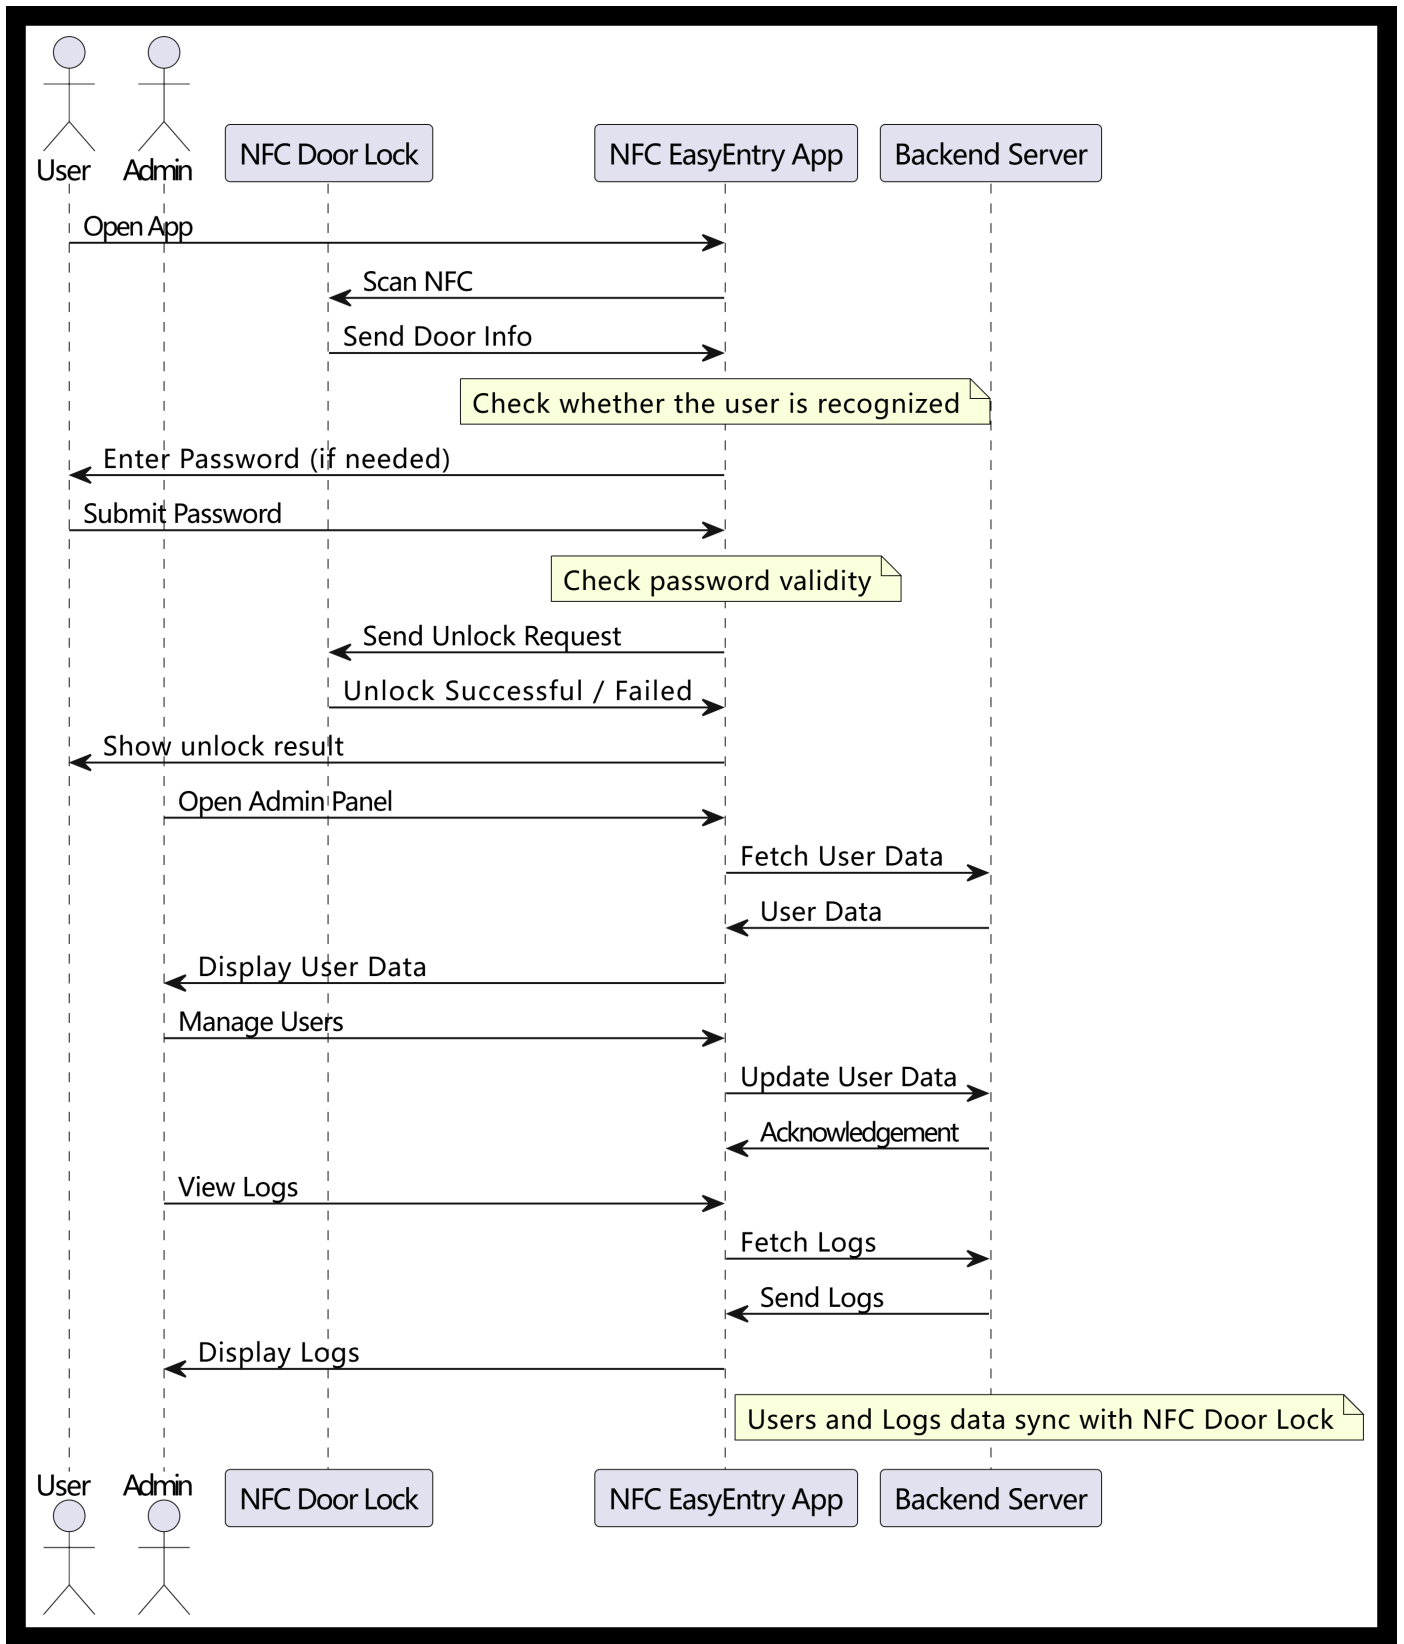 User
Admin
NFC Door Lock
NFC EasyEntry App
Backend Server
Open App
Scan NFC
Send Door Info
Check whether the user is recognized
Enter Password (if needed)
Submit Password
Check password validity
Send Unlock Request
Unlock Successful / Failed
Show unlock result
Open Admin Panel
Fetch User Data
User Data
Display User Data
Manage Users
Update User Data
Acknowledgement
View Logs
Fetch Logs
Send Logs
Display Logs
Users and Logs data sync with NFC Door Lock
User
Admin
NFC Door Lock
NFC EasyEntry App
Backend Server